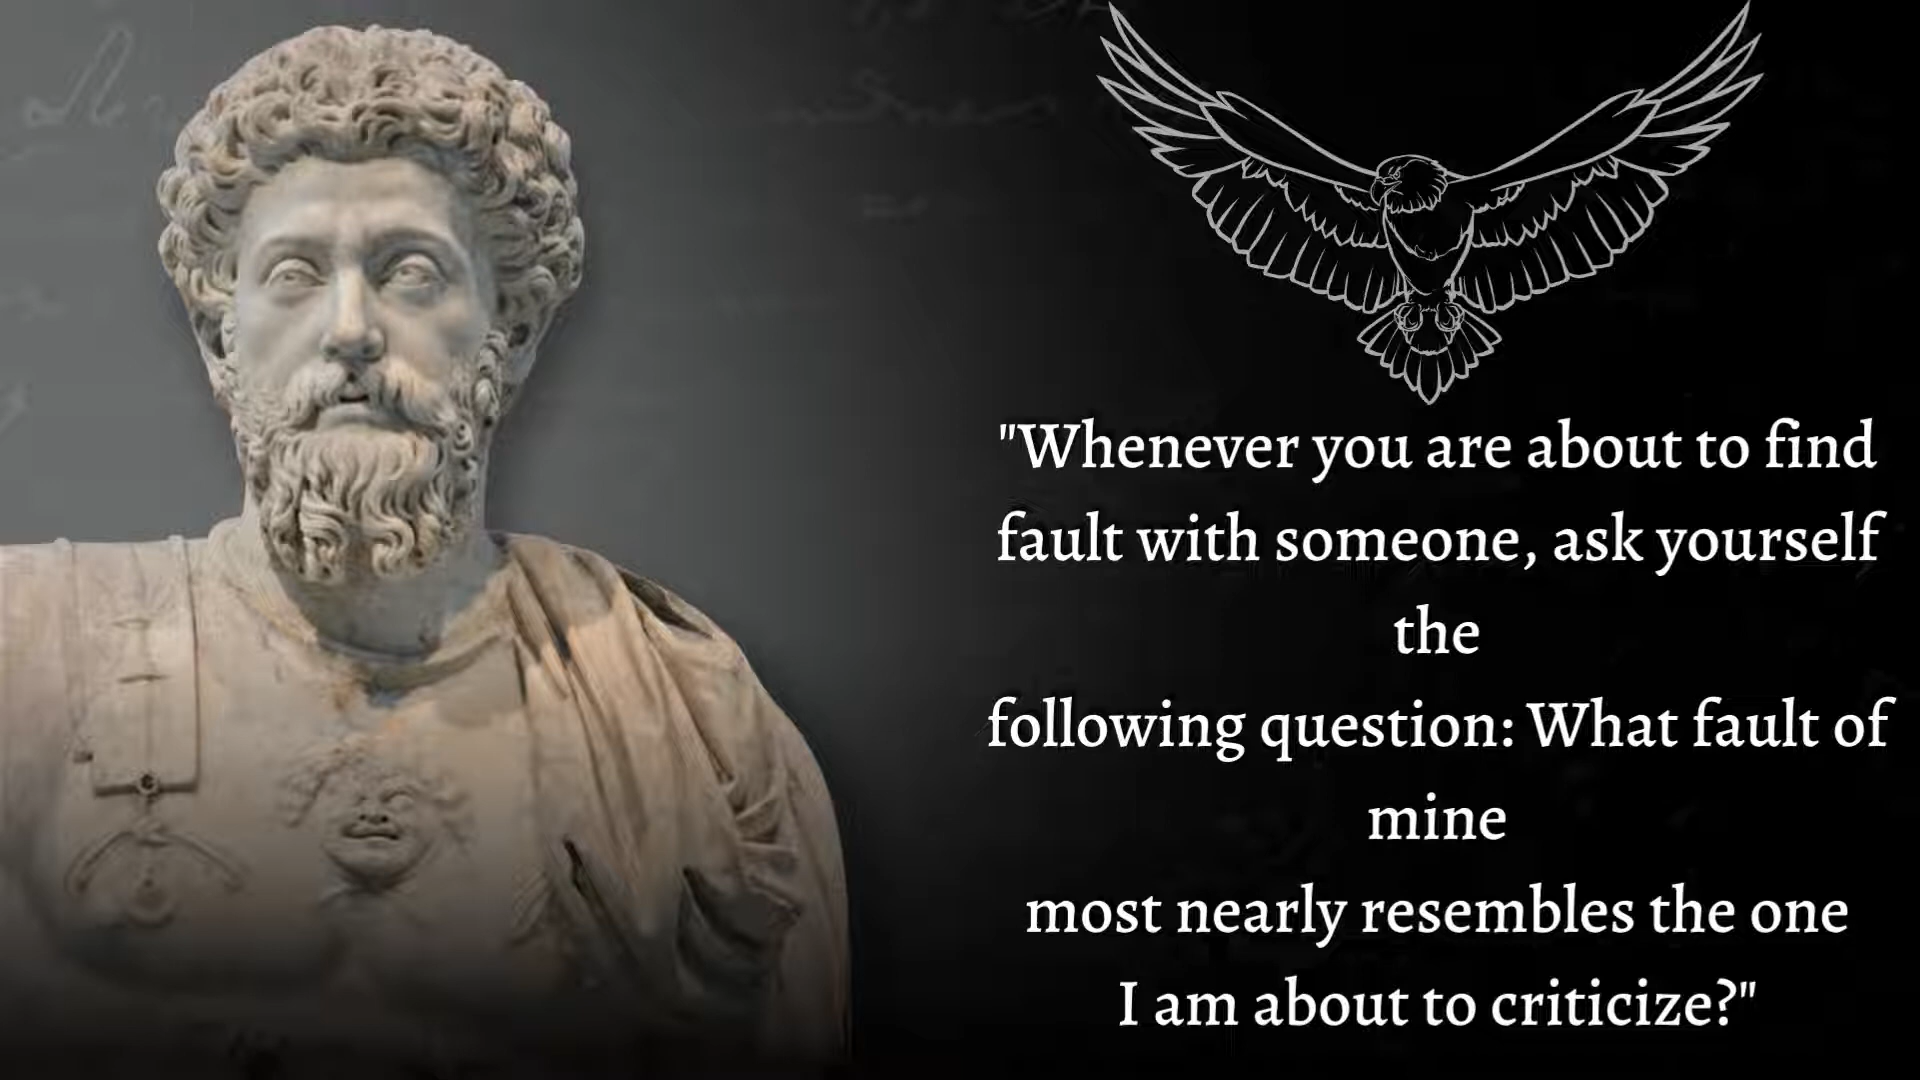 "Whenever you are about to find
fault with someone, ask yourself
the
following question: What fault of
mine
most nearly resembles the one
I am about to criticize?"